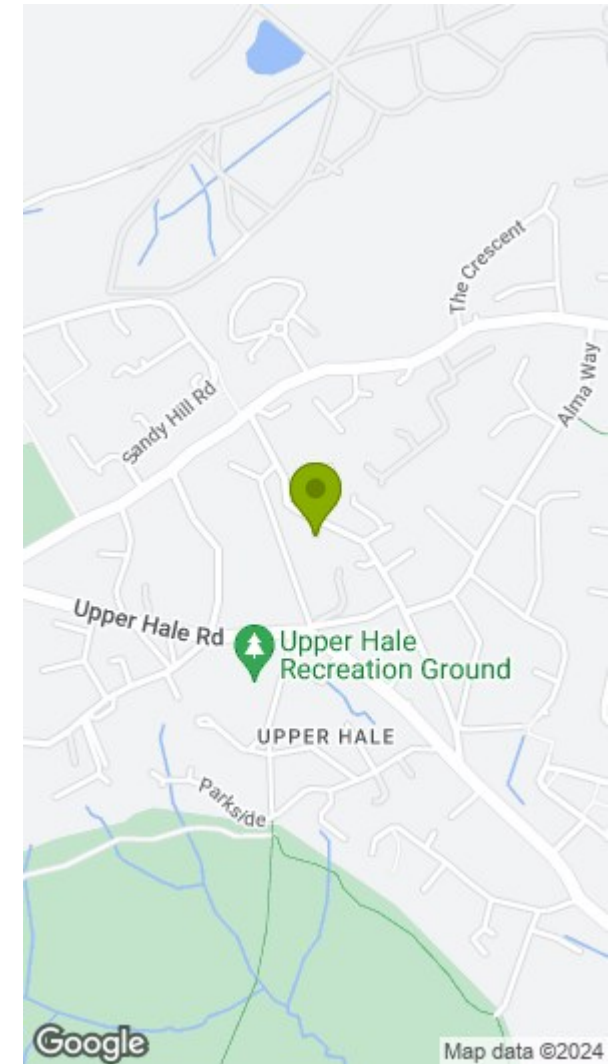 The Crescent
Alma Way
Sandy Hill Rd
Upper Hale Rd
Upper Hale
Recreation Ground
UPPER HALE
Parkside
Google
Map data ©2024